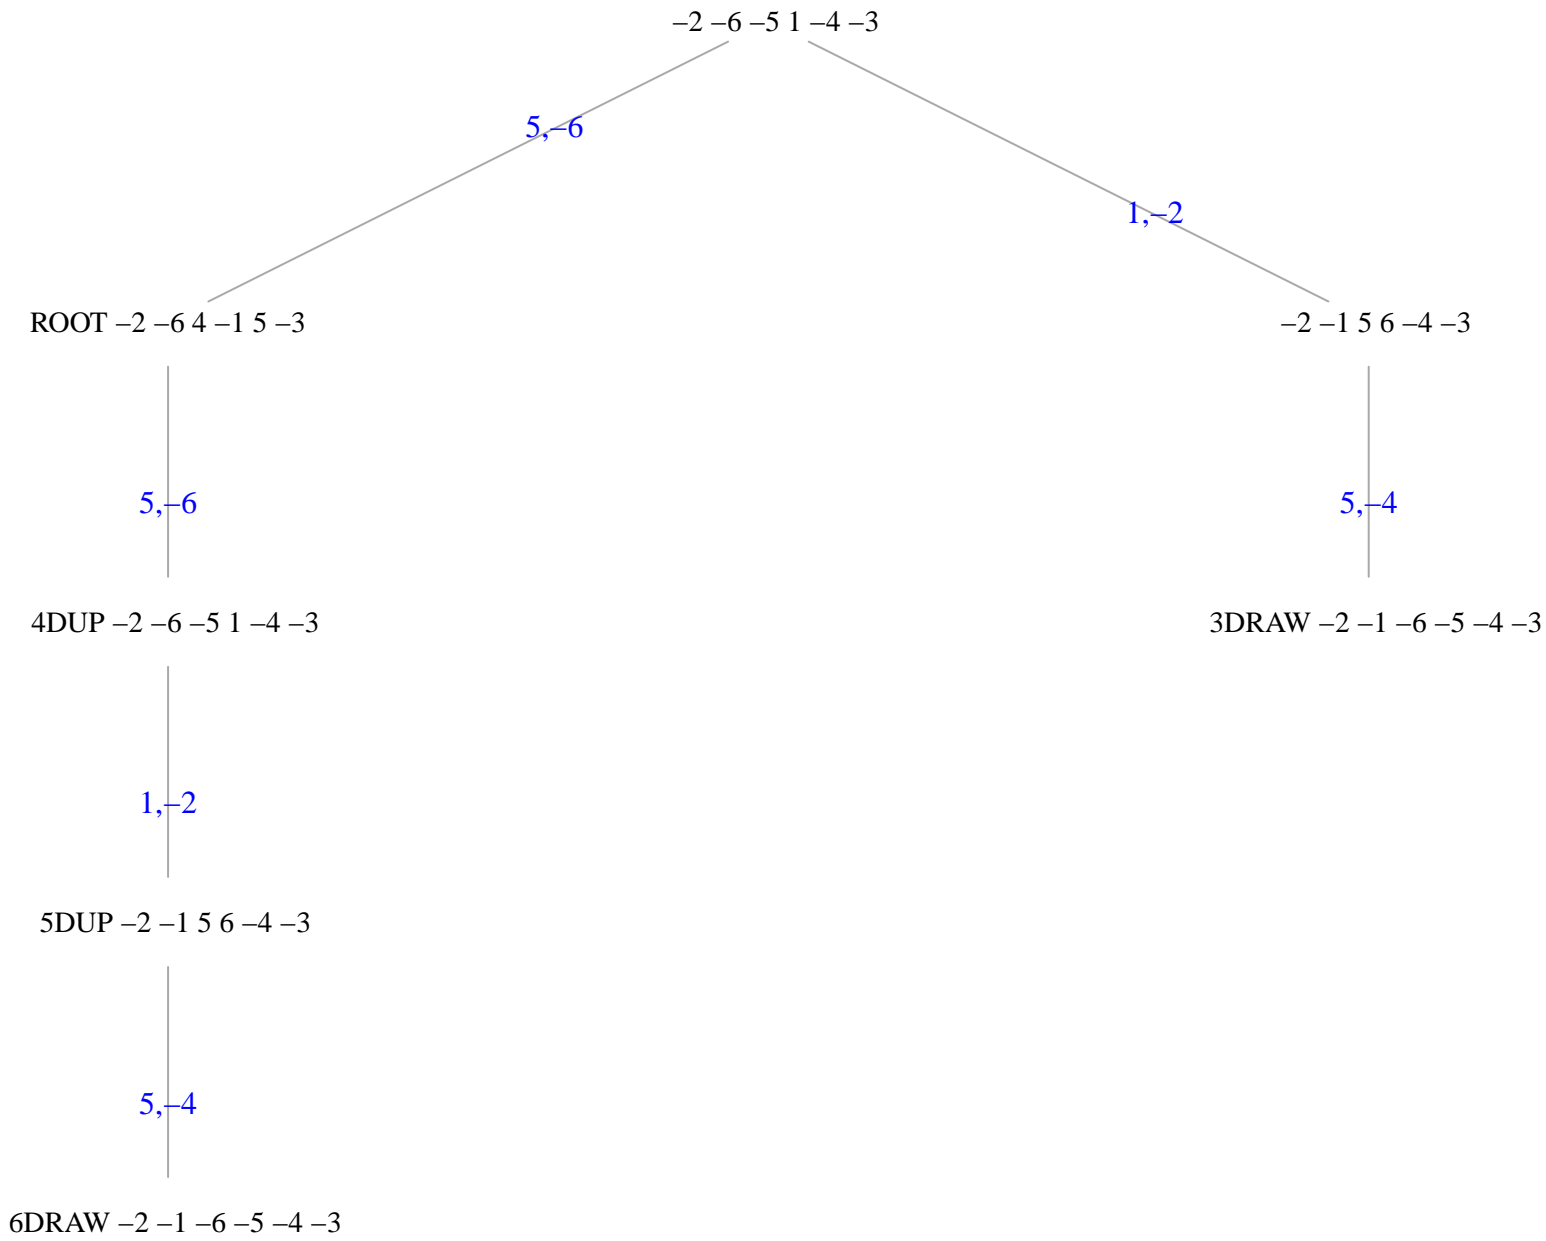 –2 –6 –5 1 –4 –3
5,–6
1,–2
ROOT –2 –6 4 –1 5 –3
–2 –1 5 6 –4 –3
5,–6
5,–4
4DUP –2 –6 –5 1 –4 –3
3DRAW –2 –1 –6 –5 –4 –3
1,–2
5DUP –2 –1 5 6 –4 –3
5,–4
6DRAW –2 –1 –6 –5 –4 –3